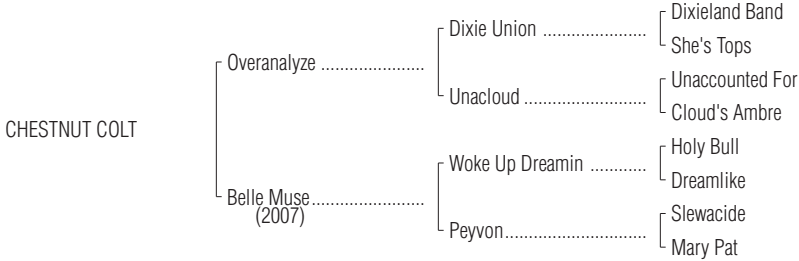 Dixieland Band
Dixie Union ......................
She's Tops
Overanalyze ......................
Unaccounted For
Unacloud ..........................
Cloud's Ambre
CHESTNUT COLT
Holy Bull
Woke Up Dreamin ............
Dreamlike
Belle Muse........................
(2007)
Slewacide
Peyvon..............................
Mary Pat